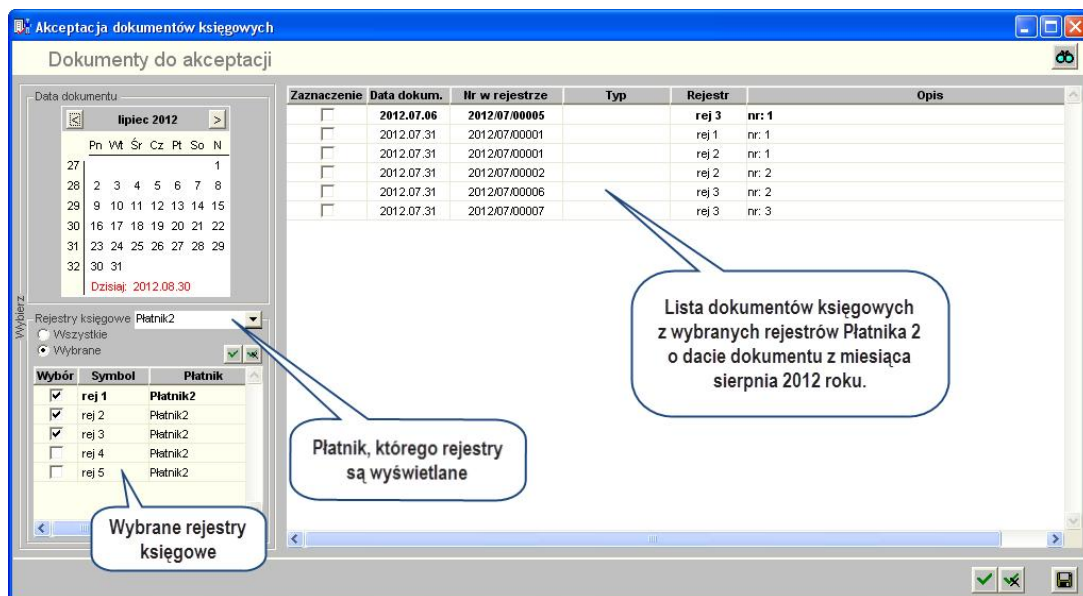 Akceptacja dokumentów księgowych
Dokumenty do akceptacji
Data dokumentu
< lipiec 2012 >
Pn Wt Śr Cz Pt So N
27 1
28 2 3 4 5 6 7 8
29 9 10 11 12 13 14 15
30 16 17 18 19 20 21 22
31 23 24 25 26 27 28 29
32 30 31
Dzisiaj: 2012.08.30
Wybierz
Rejestry księgowe Płatnik2
Wszystkie
Wybrane
Wybór Symbol Płatnik
rej 1 Płatnik2
rej 2 Płatnik2
rej 3 Płatnik2
rej 4 Płatnik2
rej 5 Płatnik2
Wybrane rejestry
księgowe
Zaznaczenie Data dokum. Nr w rejestrze Typ Rejestr Opis
2012.07.06 2012/07/00005 rej 3 nr: 1
2012.07.31 2012/07/00001 rej 1 nr: 1
2012.07.31 2012/07/00001 rej 2 nr: 1
2012.07.31 2012/07/00002 rej 2 nr: 2
2012.07.31 2012/07/00006 rej 3 nr: 2
2012.07.31 2012/07/00007 rej 3 nr: 3
Lista dokumentów księgowych
z wybranych rejestrów Płatnika 2
o dacie dokumentu z miesiąca
sierpnia 2012 roku.
Płatnik, którego rejestry
są wyświetlane